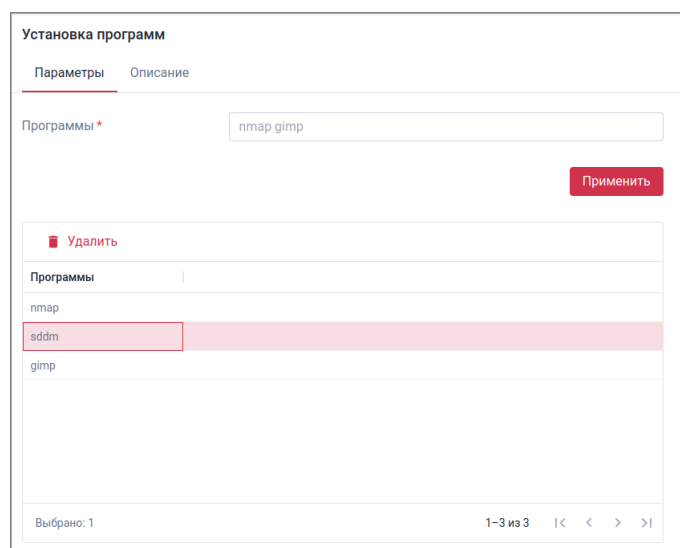 Установка программ
Параметры Описание
Программы * nmap gimp
Применить
Удалить
Программы
nmap
sddm
gimp
Выбрано: 1 1–3 из 3